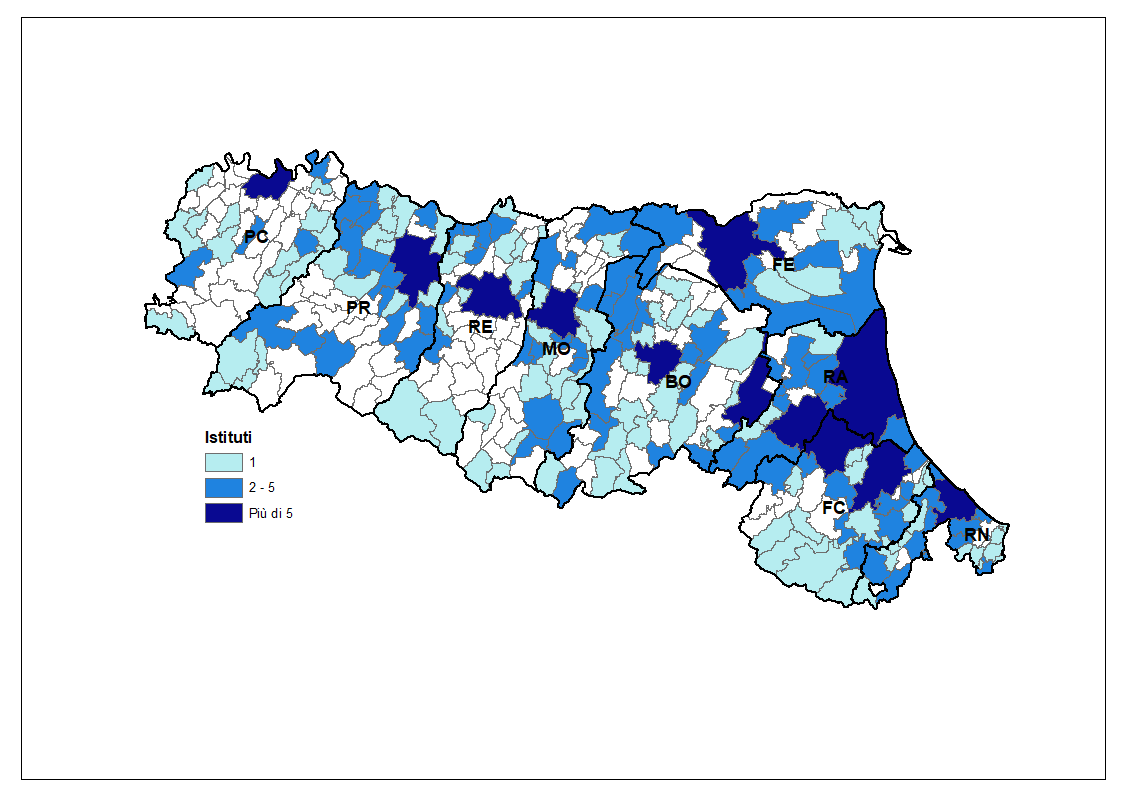 PC
FE
PR
RE
MO
BO
RA
Istituti
1
2 - 5
Più di 5
FC
RN